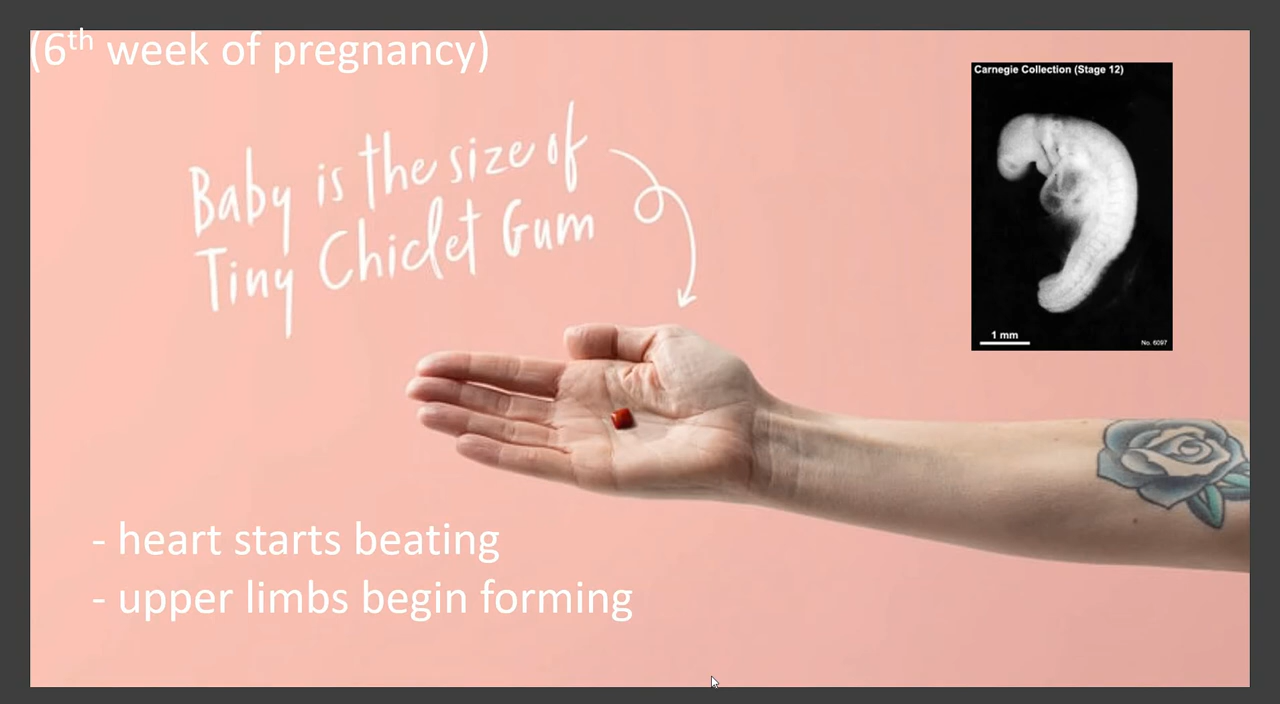 (6th week of pregnancy)
Carnegie Collection (Stage 12)
Baby is the size of
Tiny Chiclet Gum
1 mm
No. 6097
- heart starts beating
- upper limbs begin forming